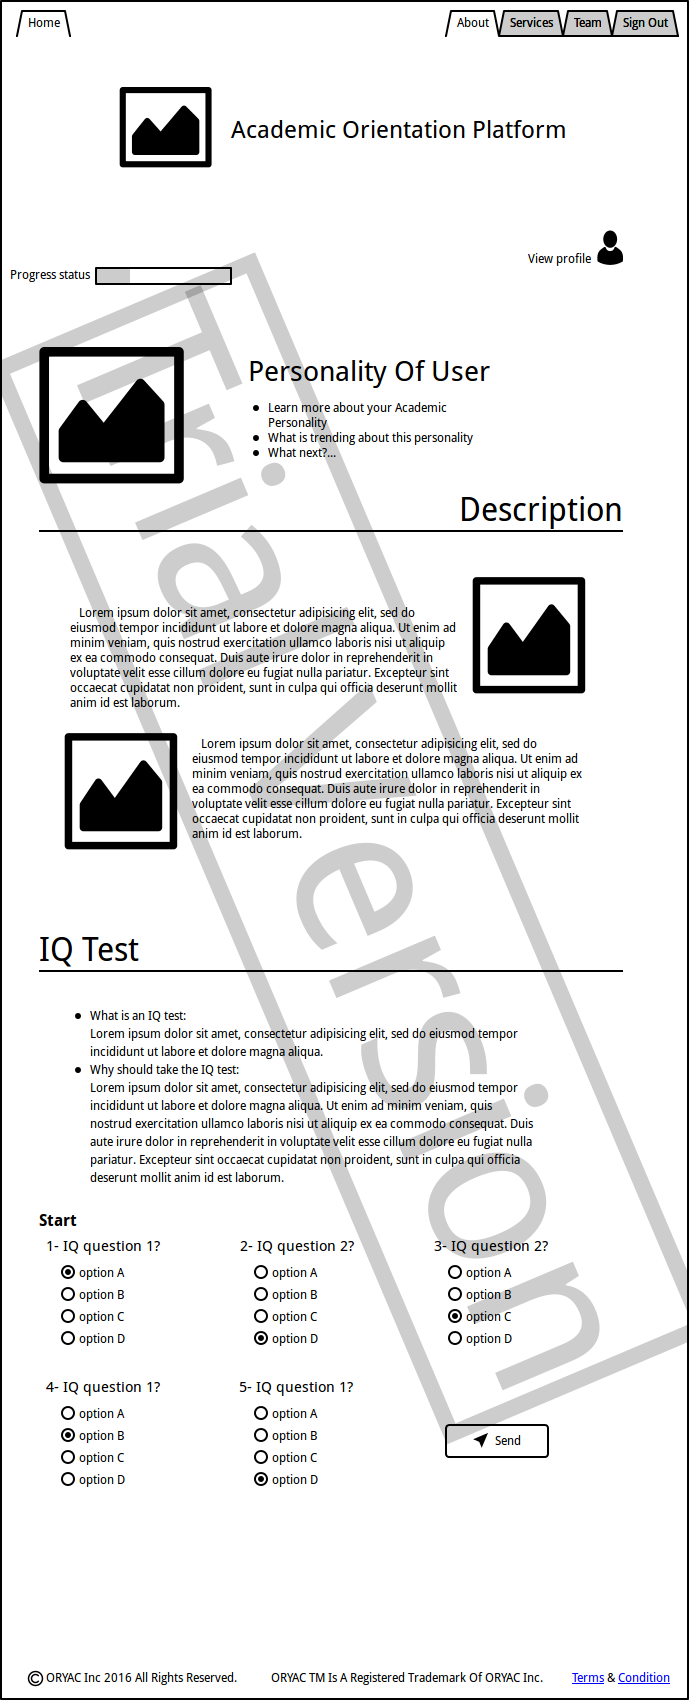 Home
About
Services
Team
Sign Out
Academic Orientation Platform
View profile
Progress status
Personality Of User
Learn more about your Academic
Personality
What is trending about this personality
What next?...
Description
Lorem ipsum dolor sit amet, consectetur adipisicing elit, sed do
eiusmod tempor incididunt ut labore et dolore magna aliqua. Ut enim ad
minim veniam, quis nostrud exercitation ullamco laboris nisi ut aliquip
ex ea commodo consequat. Duis aute irure dolor in reprehenderit in
voluptate velit esse cillum dolore eu fugiat nulla pariatur. Excepteur sint
occaecat cupidatat non proident, sunt in culpa qui officia deserunt mollit
anim id est laborum.
Lorem ipsum dolor sit amet, consectetur adipisicing elit, sed do
eiusmod tempor incididunt ut labore et dolore magna aliqua. Ut enim ad
minim veniam, quis nostrud exercitation ullamco laboris nisi ut aliquip ex
ea commodo consequat. Duis aute irure dolor in reprehenderit in
voluptate velit esse cillum dolore eu fugiat nulla pariatur. Excepteur sint
occaecat cupidatat non proident, sunt in culpa qui officia deserunt mollit
anim id est laborum.
IQ Test
What is an IQ test:
Lorem ipsum dolor sit amet, consectetur adipisicing elit, sed do eiusmod tempor
incididunt ut labore et dolore magna aliqua.
Why should take the IQ test:
Lorem ipsum dolor sit amet, consectetur adipisicing elit, sed do eiusmod tempor
incididunt ut labore et dolore magna aliqua. Ut enim ad minim veniam, quis
nostrud exercitation ullamco laboris nisi ut aliquip ex ea commodo consequat. Duis
aute irure dolor in reprehenderit in voluptate velit esse cillum dolore eu fugiat nulla
pariatur. Excepteur sint occaecat cupidatat non proident, sunt in culpa qui officia
deserunt mollit anim id est laborum.
Start
1- IQ question 1?
option A
option B
option C
option D
2- IQ question 2?
option A
option B
option C
option D
3- IQ question 2?
option A
option B
option C
option D
4- IQ question 1?
option A
option B
option C
option D
5- IQ question 1?
option A
option B
option C
option D
Send
© ORYAC Inc 2016 All Rights Reserved.
ORYAC TM Is A Registered Trademark Of ORYAC Inc.
Terms & Condition
Trial Version